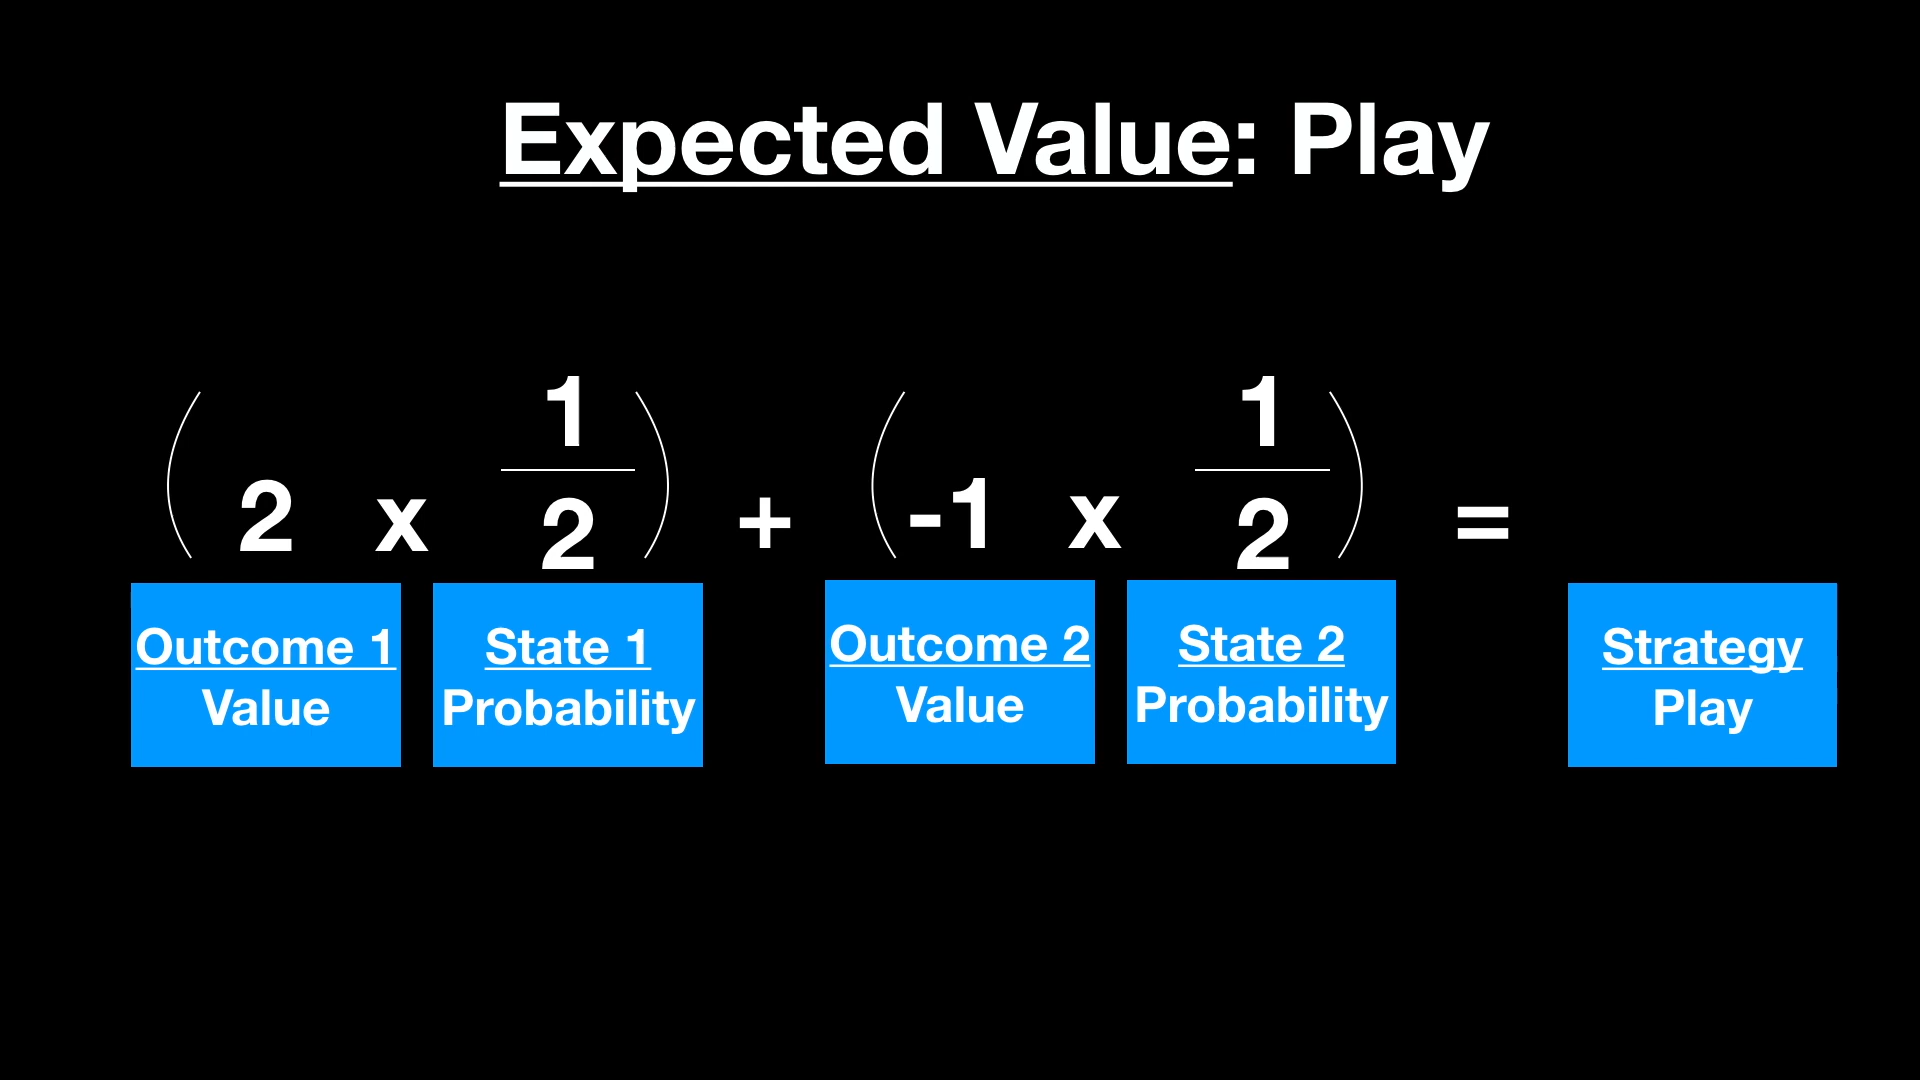 Expected Value: Play
( 2 x 1/2 ) + ( -1 x 1/2 ) =
Outcome 1
Value
State 1
Probability
Outcome 2
Value
State 2
Probability
Strategy
Play